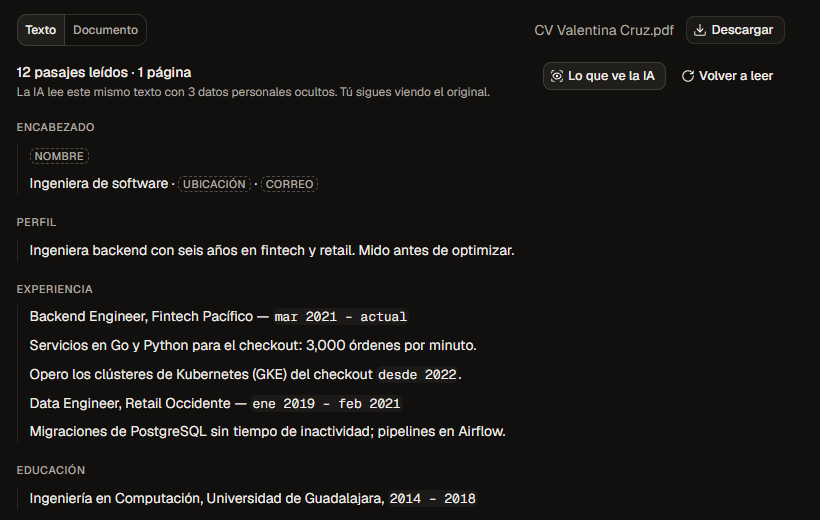 Texto Documento CV Valentina Cruz.pdf Descargar
12 pasajes leídos · 1 página Lo que ve la IA Volver a leer
La IA lee este mismo texto con 3 datos personales ocultos. Tú sigues viendo el original.
ENCABEZADO
NOMBRE
Ingeniera de software · UBICACIÓN · CORREO
PERFIL
Ingeniera backend con seis años en fintech y retail. Mido antes de optimizar.
EXPERIENCIA
Backend Engineer, Fintech Pacífico — mar 2021 – actual
Servicios en Go y Python para el checkout: 3,000 órdenes por minuto.
Opero los clústeres de Kubernetes (GKE) del checkout desde 2022.
Data Engineer, Retail Occidente — ene 2019 – feb 2021
Migraciones de PostgreSQL sin tiempo de inactividad; pipelines en Airflow.
EDUCACIÓN
Ingeniería en Computación, Universidad de Guadalajara, 2014 – 2018